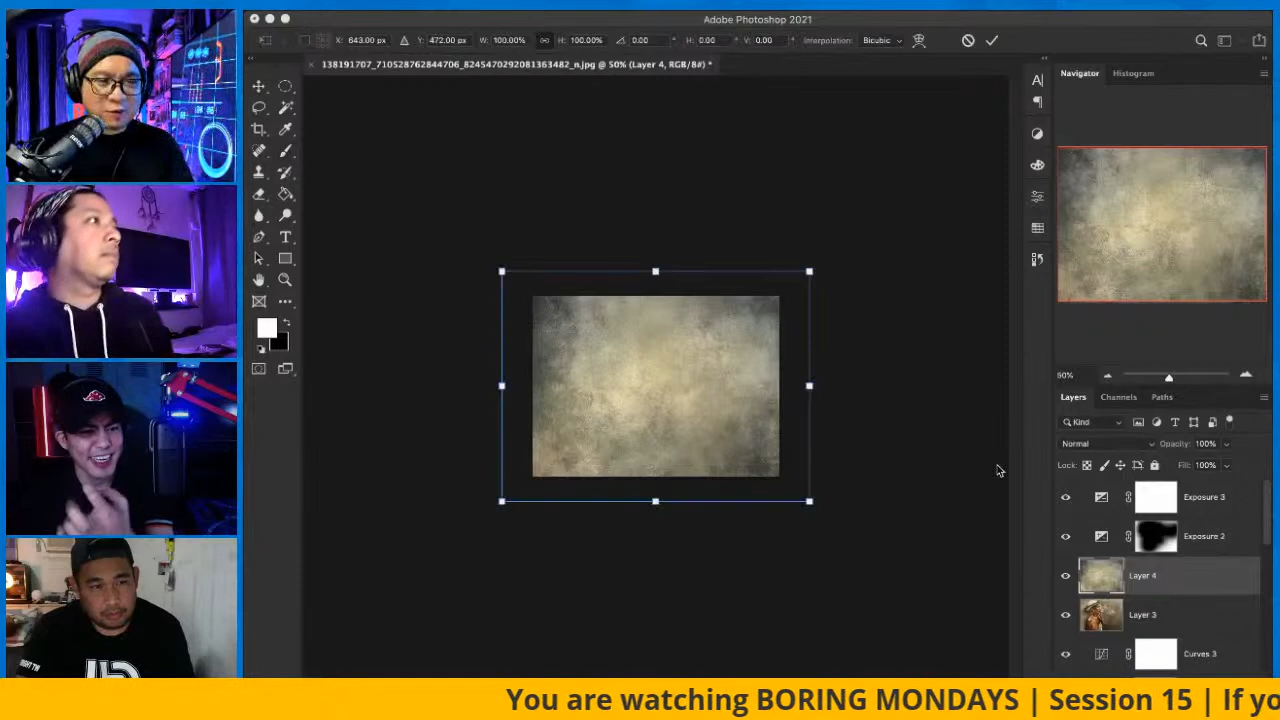 Adobe Photoshop 2021
X: 643.00 px Y: 472.00 px W: 100.00% H: 100.00% 0.00 H: 0.00 V: 0.00 Interpolation: Bicubic
138191707_710528762844706_8245470292081363482_n.jpg @ 50% (Layer 4, RGB/8#) *
Navigator Histogram
A
T
50%
Layers Channels Paths
Kind
Normal Opacity: 100%
Lock: Fill: 100%
Exposure 3
Exposure 2
Layer 4
Layer 3
Curves 3
You are watching BORING MONDAYS | Session 15 | If yo